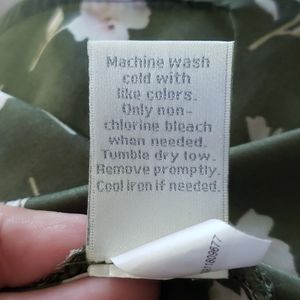 Machine wash
cold with
like colors.
Only non-
chlorine bleach
when needed.
Tumble dry low.
Remove promptly.
Cool iron if needed.